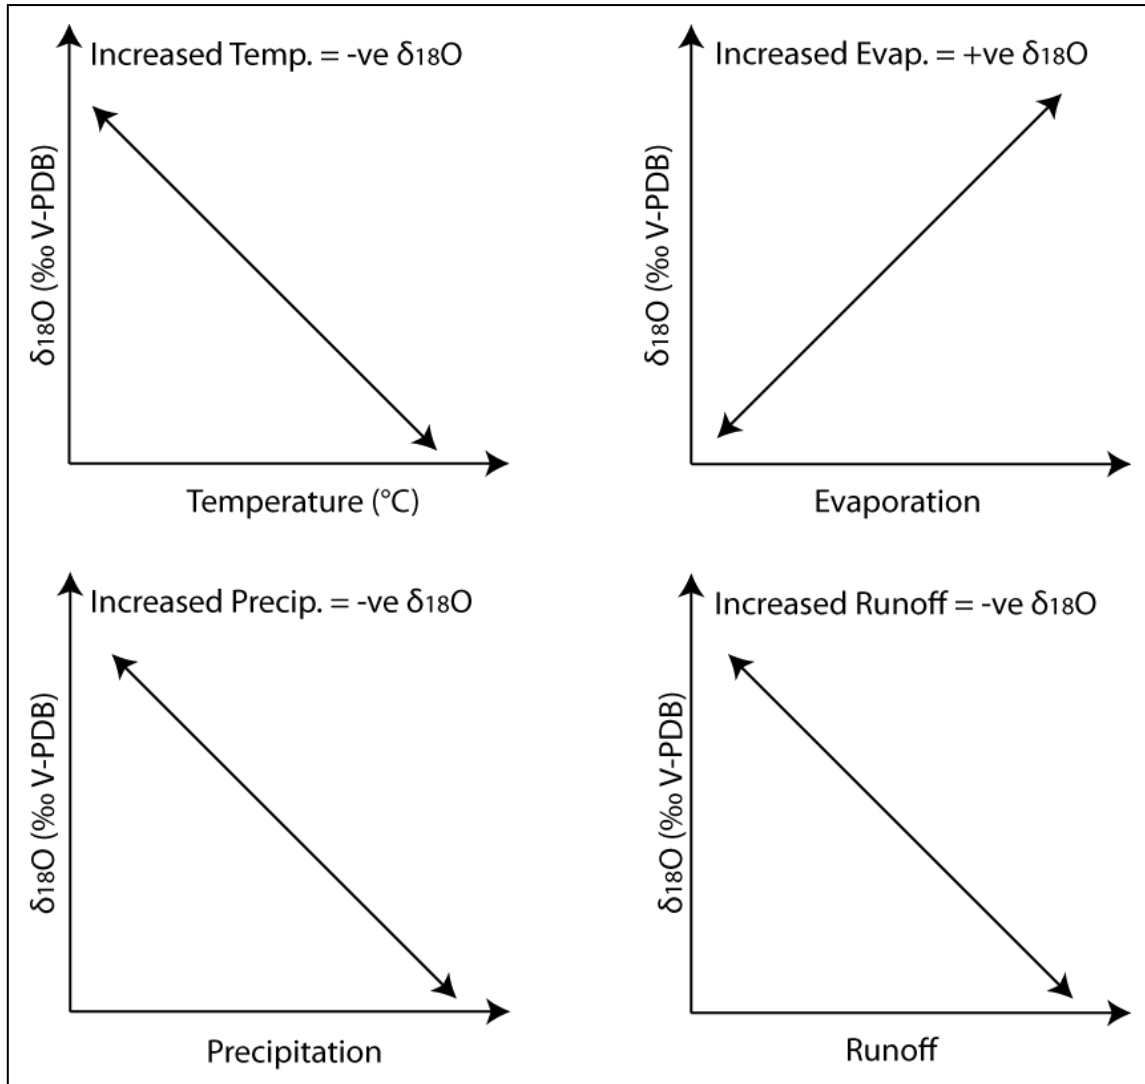 Increased Temp. = -ve δ18O
δ18O (‰ V-PDB)
Temperature (°C)
Increased Evap. = +ve δ18O
δ18O (‰ V-PDB)
Evaporation
Increased Precip. = -ve δ18O
δ18O (‰ V-PDB)
Precipitation
Increased Runoff = -ve δ18O
δ18O (‰ V-PDB)
Runoff